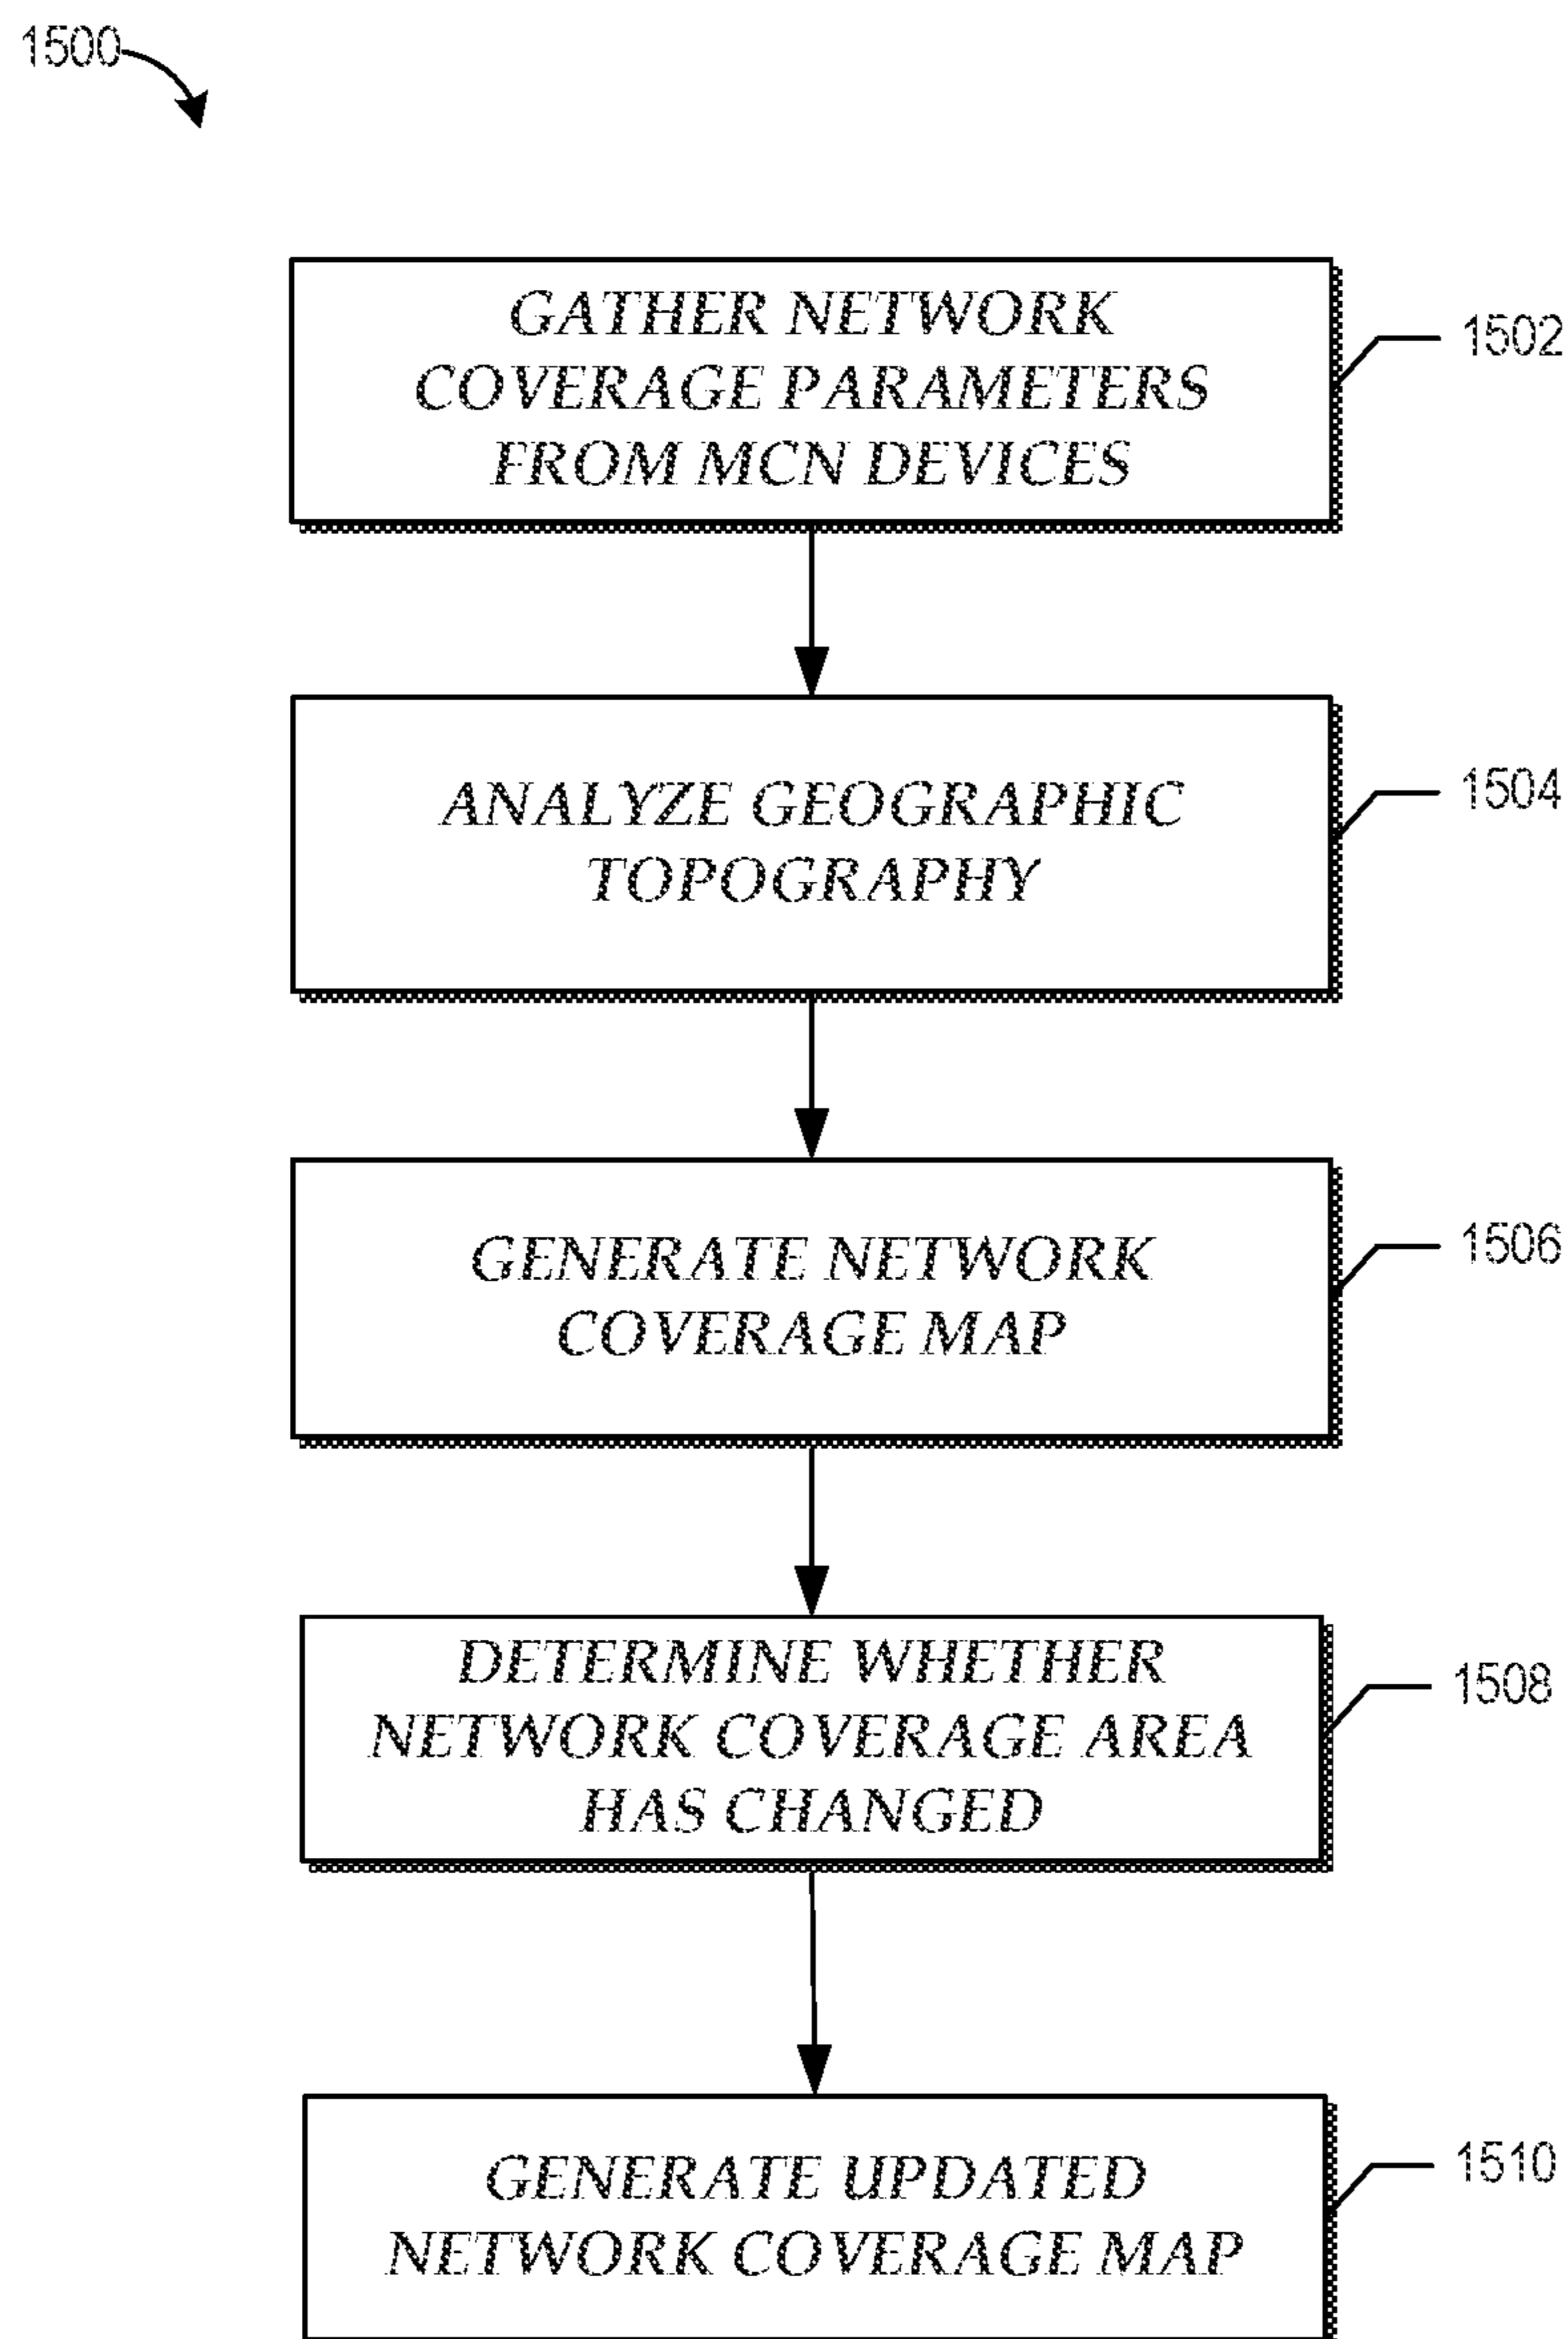 1500
GATHER NETWORK
COVERAGE PARAMETERS
FROM MCN DEVICES
1502
ANALYZE GEOGRAPHIC
TOPOGRAPHY
1504
GENERATE NETWORK
COVERAGE MAP
1506
DETERMINE WHETHER
NETWORK COVERAGE AREA
HAS CHANGED
1508
GENERATE UPDATED
NETWORK COVERAGE MAP
1510